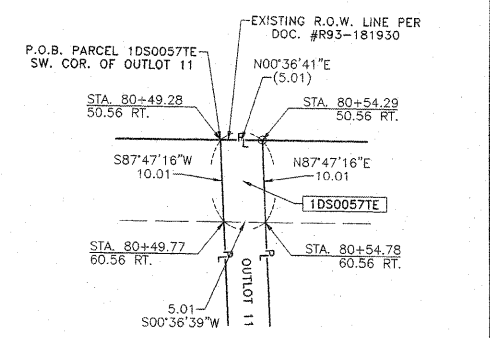 EXISTING R.O.W. LINE PER
DOC. #R93-181930
P.O.B. PARCEL 1DS0057TE
SW. COR. OF OUTLOT 11
N00°36'41"E
(5.01)
STA. 80+49.28
50.56 RT.
STA. 80+54.29
50.56 RT.
PL
S87°47'16"W
10.01
N87°47'16"E
10.01
1DS0057TE
STA. 80+49.77
60.56 RT.
STA. 80+54.78
60.56 RT.
PL
PL
OUTLOT 11
5.01
S00°36'39"W